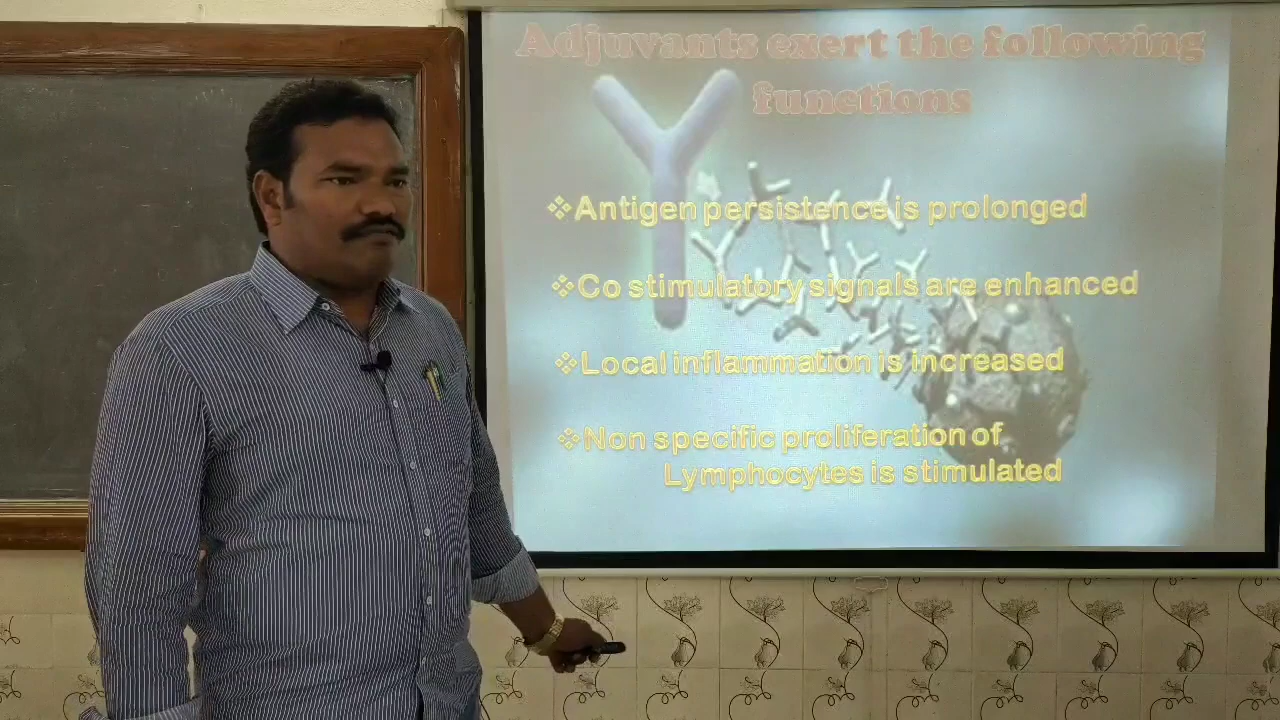 Adjuvants exert the following
functions
❖Antigen persistence is prolonged
❖Co stimulatory signals are enhanced
❖Local inflammation is increased
❖Non specific proliferation of
Lymphocytes is stimulated